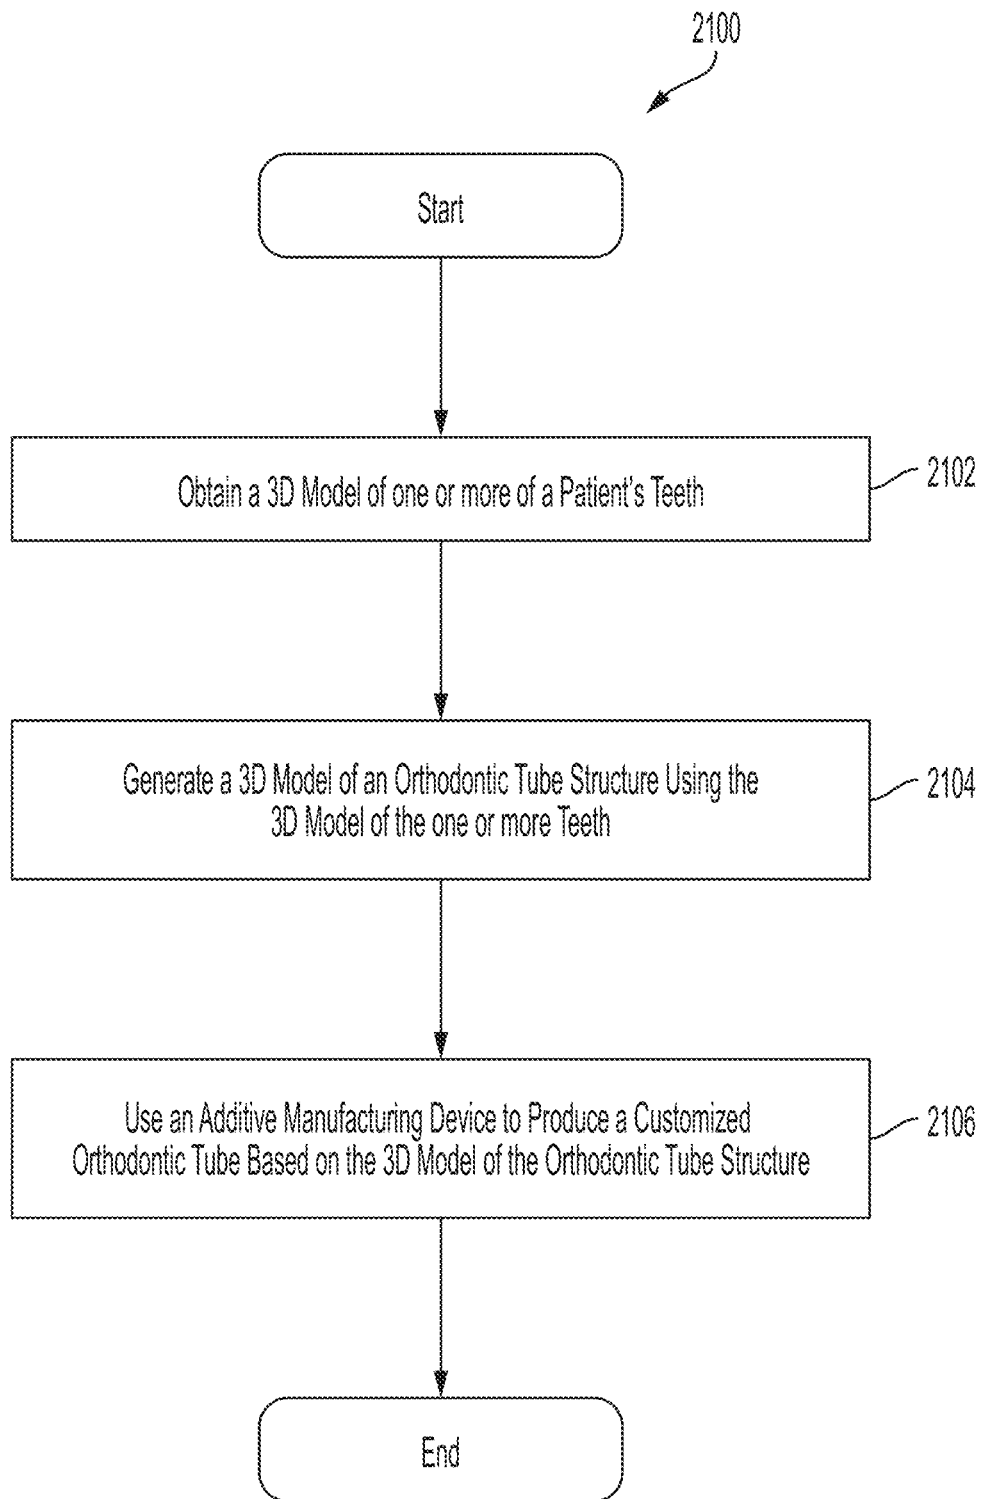 2100
Start
Obtain a 3D Model of one or more of a Patient's Teeth
2102
Generate a 3D Model of an Orthodontic Tube Structure Using the
3D Model of the one or more Teeth
2104
Use an Additive Manufacturing Device to Produce a Customized
Orthodontic Tube Based on the 3D Model of the Orthodontic Tube Structure
2106
End